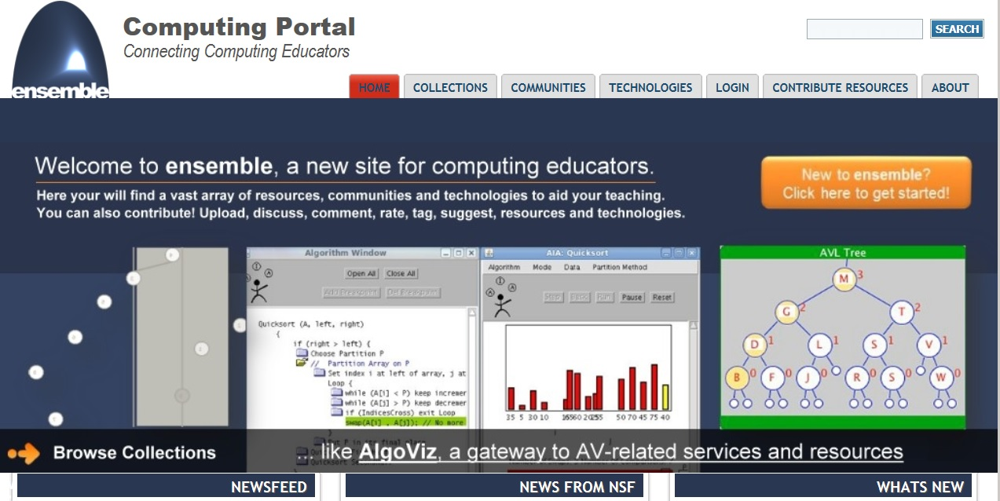 Computing Portal
Connecting Computing Educators
ensemble
SEARCH
HOME
COLLECTIONS
COMMUNITIES
TECHNOLOGIES
LOGIN
CONTRIBUTE RESOURCES
ABOUT
Welcome to ensemble, a new site for computing educators.
Here your will find a vast array of resources, communities and technologies to aid your teaching.
You can also contribute! Upload, discuss, comment, rate, tag, suggest, resources and technologies.
New to ensemble?
Click here to get started!
Algorithm Window
Open All Close All
Add Breakpoint Del Breakpoint
Quicksort (A, left, right)
{
if (right > left) {
Choose Partition P
// Partition Array on P
Set index i at left of array, j at
Loop {
while (A[i] < P) keep incremen
while (A[j] > P) keep decremen
if (IndicesCross) exit Loop
swap(A[i] , A[j]); // No more
}
AIA: Quicksort
Algorithm Mode Data Partition Method
Step Back Run Pause Reset
35 5 30 10
50 70 45 75 40
AVL Tree
M 3
G 2 T 2
D 1 L 1 S 1 V 1
B 0 F 0 J 0 R 0 S 0 W 0
Browse Collections
... like AlgoViz, a gateway to AV-related services and resources
NEWSFEED
NEWS FROM NSF
WHATS NEW